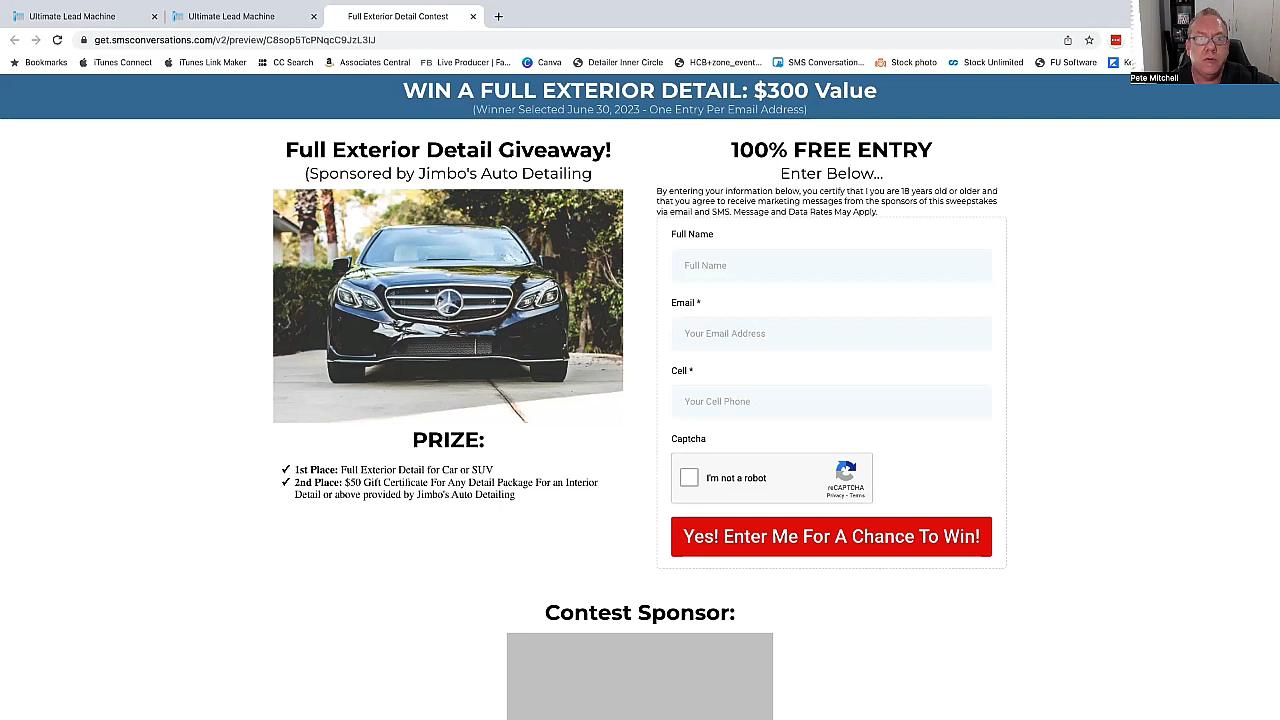 Ultimate Lead Machine
Ultimate Lead Machine
Full Exterior Detail Contest
get.smsconversations.com/v2/preview/C8sop5TcPNqcC9JzL3IJ
Bookmarks
iTunes Connect
iTunes Link Maker
CC Search
Associates Central
FB Live Producer | Fa...
Canva
Detailer Inner Circle
HCB+zone_event...
SMS Conversation...
Stock photo
Stock Unlimited
FU Software
Pete Mitchell
WIN A FULL EXTERIOR DETAIL: $300 Value
(Winner Selected June 30, 2023 - One Entry Per Email Address)
Full Exterior Detail Giveaway!
(Sponsored by Jimbo's Auto Detailing
PRIZE:
✓ 1st Place: Full Exterior Detail for Car or SUV
✓ 2nd Place: $50 Gift Certificate For Any Detail Package For an Interior
Detail or above provided by Jimbo's Auto Detailing
100% FREE ENTRY
Enter Below...
By entering your information below, you certify that I you are 18 years old or older and
that you agree to receive marketing messages from the sponsors of this sweepstakes
via email and SMS. Message and Data Rates May Apply.
Full Name
Full Name
Email *
Your Email Address
Cell *
Your Cell Phone
Captcha
I'm not a robot
reCAPTCHA
Privacy - Terms
Yes! Enter Me For A Chance To Win!
Contest Sponsor: